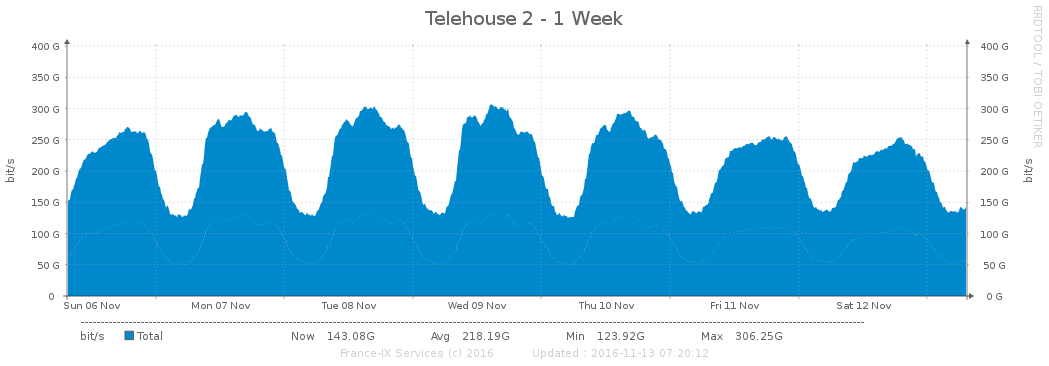 Telehouse 2 - 1 Week
RRDTOOL / TOBI OETIKER
400 G 400 G
350 G 350 G
300 G 300 G
250 G 250 G
200 G 200 G
150 G 150 G
100 G 100 G
50 G 50 G
0 0 G
bit/s bit/s
Sun 06 Nov Mon 07 Nov Tue 08 Nov Wed 09 Nov Thu 10 Nov Fri 11 Nov Sat 12 Nov
bit/s Total Now 143.08G Avg 218.19G Min 123.92G Max 306.25G
France-IX Services (c) 2016 Updated : 2016-11-13 07:20:12